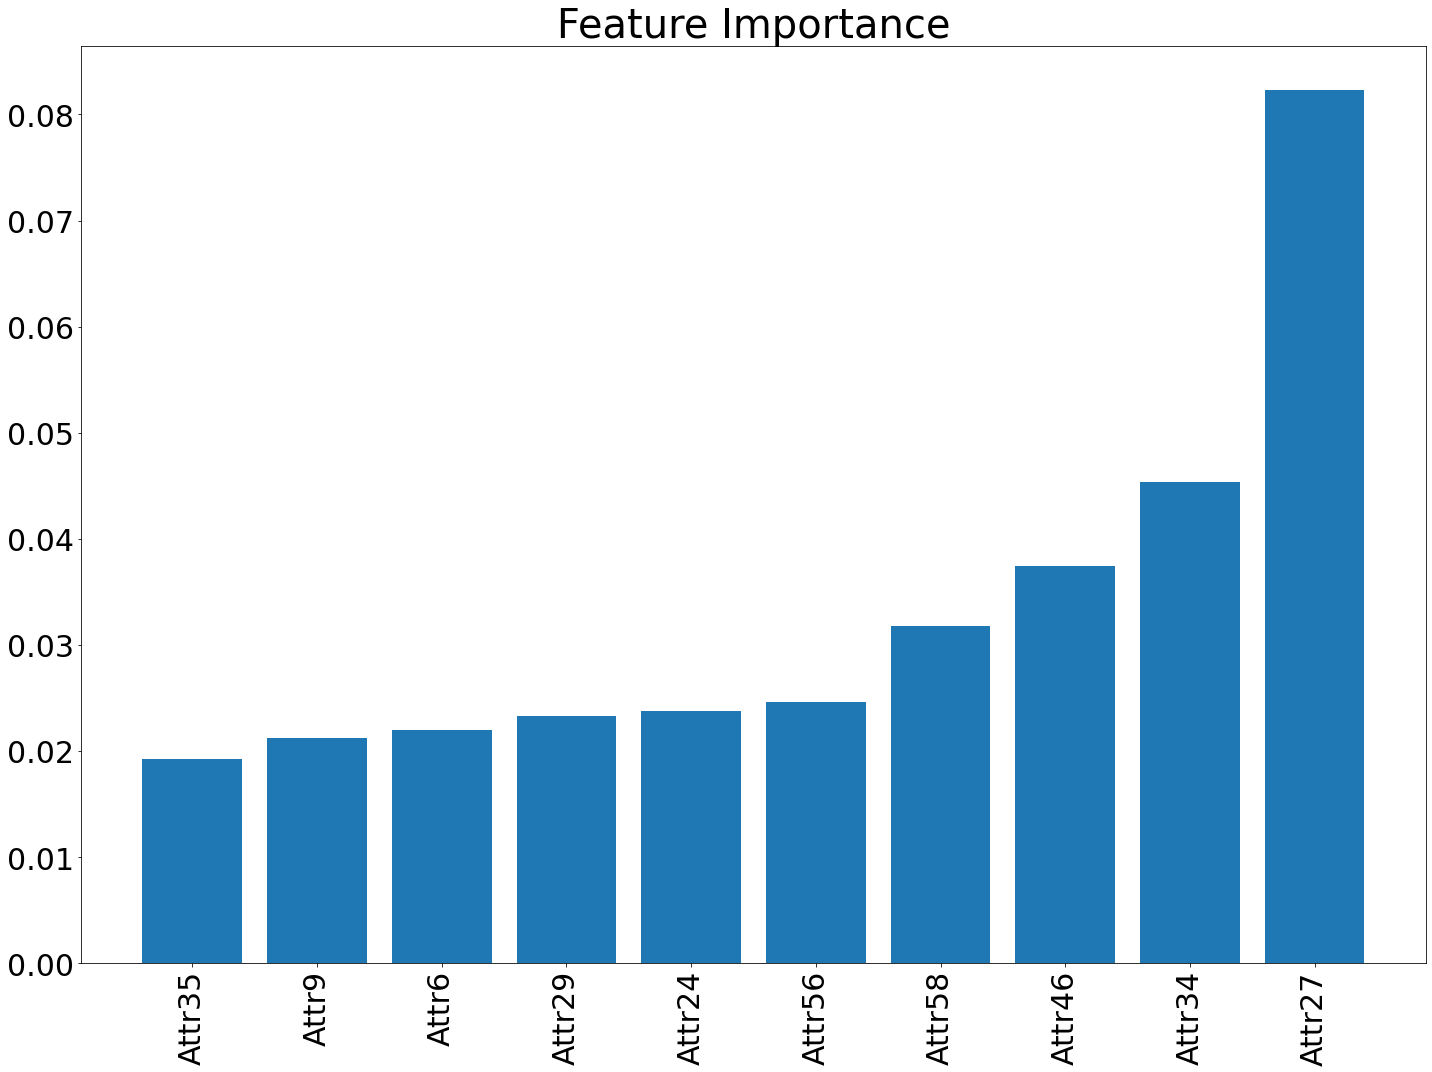 Feature Importance
0.08
0.07
0.06
0.05
0.04
0.03
0.02
0.01
0.00
Attr35
Attr9
Attr6
Attr29
Attr24
Attr56
Attr58
Attr46
Attr34
Attr27